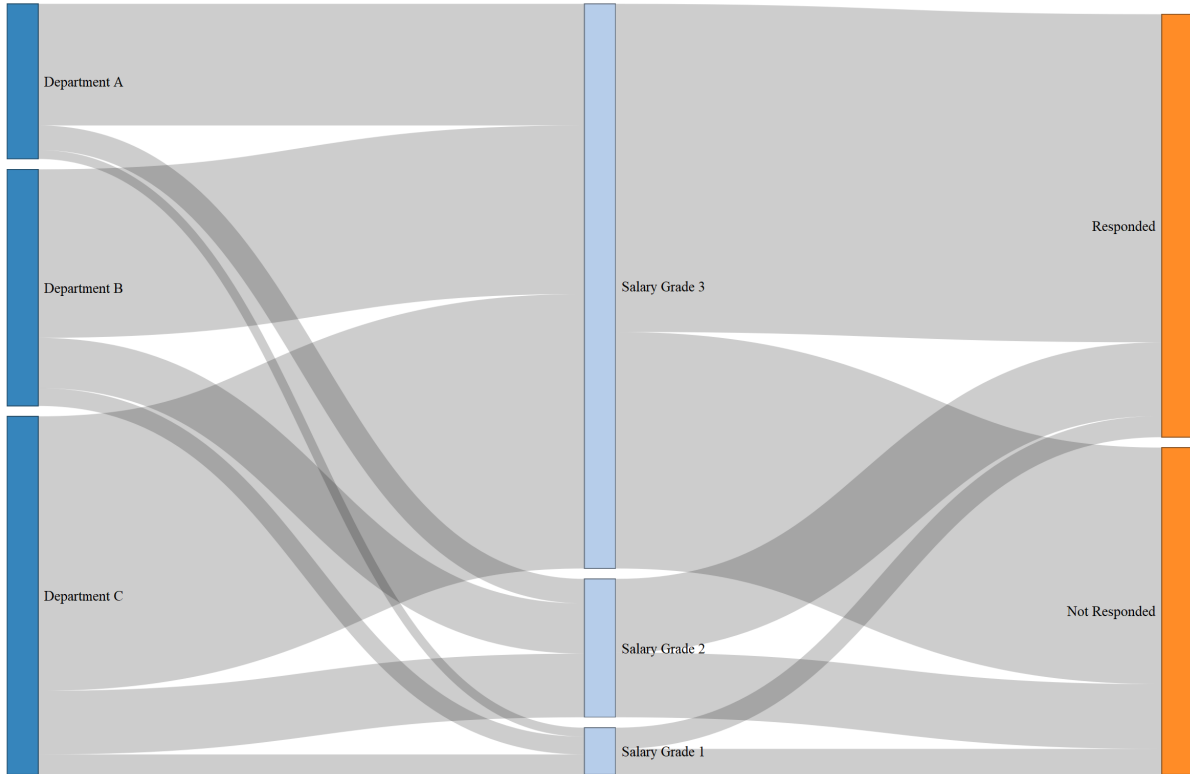 Department A
Department B
Department C
Salary Grade 3
Salary Grade 2
Salary Grade 1
Responded
Not Responded